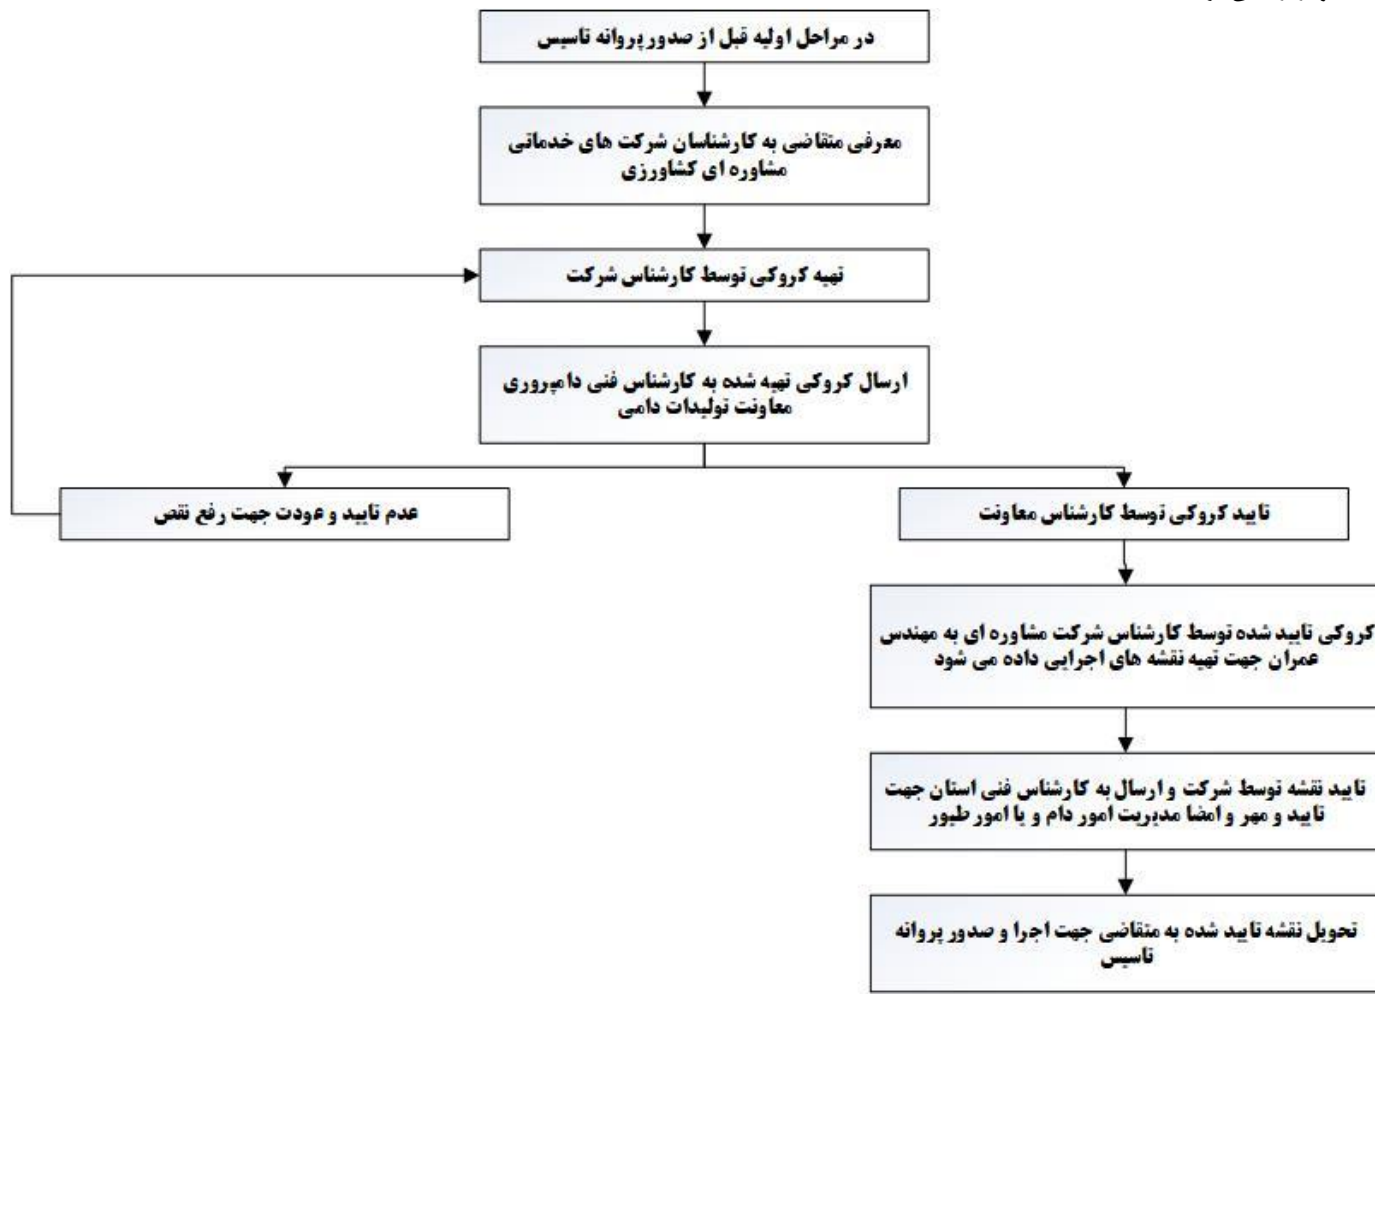 در مراحل اولیه قبل از صدور پروانه تاسیس
معرفی متقاضی به کارشناسان شرکت های خدماتی
مشاوره ای کشاورزی
تهیه کروکی توسط کارشناس شرکت
ارسال کروکی تهیه شده به کارشناس فنی دامپروری
معاونت تولیدات دامی
تایید کروکی توسط کارشناس معاونت
عدم تایید و عودت جهت رفع نقص
کروکی تایید شده توسط کارشناس شرکت مشاوره ای به مهندس
عمران جهت تهیه نقشه های اجرایی داده می شود
تایید نقشه توسط شرکت و ارسال به کارشناس فنی استان جهت
تایید و مهر و امضا مدیریت امور دام و یا امور طیور
تحویل نقشه تایید شده به متقاضی جهت اجرا و صدور پروانه
تاسیس